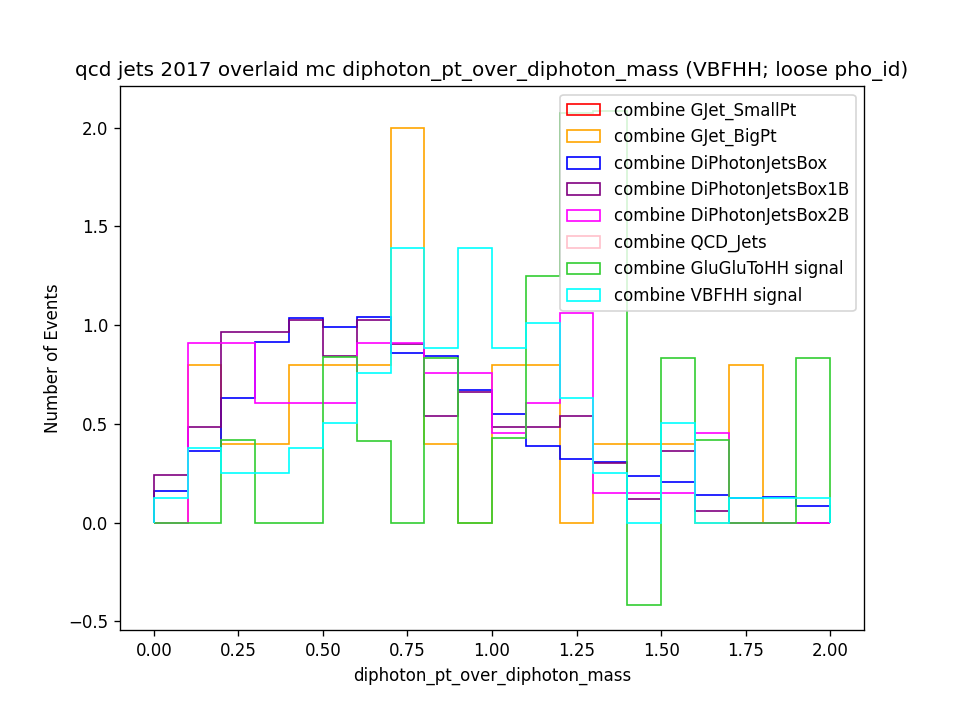 qcd jets 2017 overlaid mc diphoton_pt_over_diphoton_mass (VBFHH; loose pho_id)
combine GJet_SmallPt
combine GJet_BigPt
combine DiPhotonJetsBox
combine DiPhotonJetsBox1B
combine DiPhotonJetsBox2B
combine QCD_Jets
combine GluGluToHH signal
combine VBFHH signal
Number of Events
2.0
1.5
1.0
0.5
0.0
−0.5
0.00 0.25 0.50 0.75 1.00 1.25 1.50 1.75 2.00
diphoton_pt_over_diphoton_mass